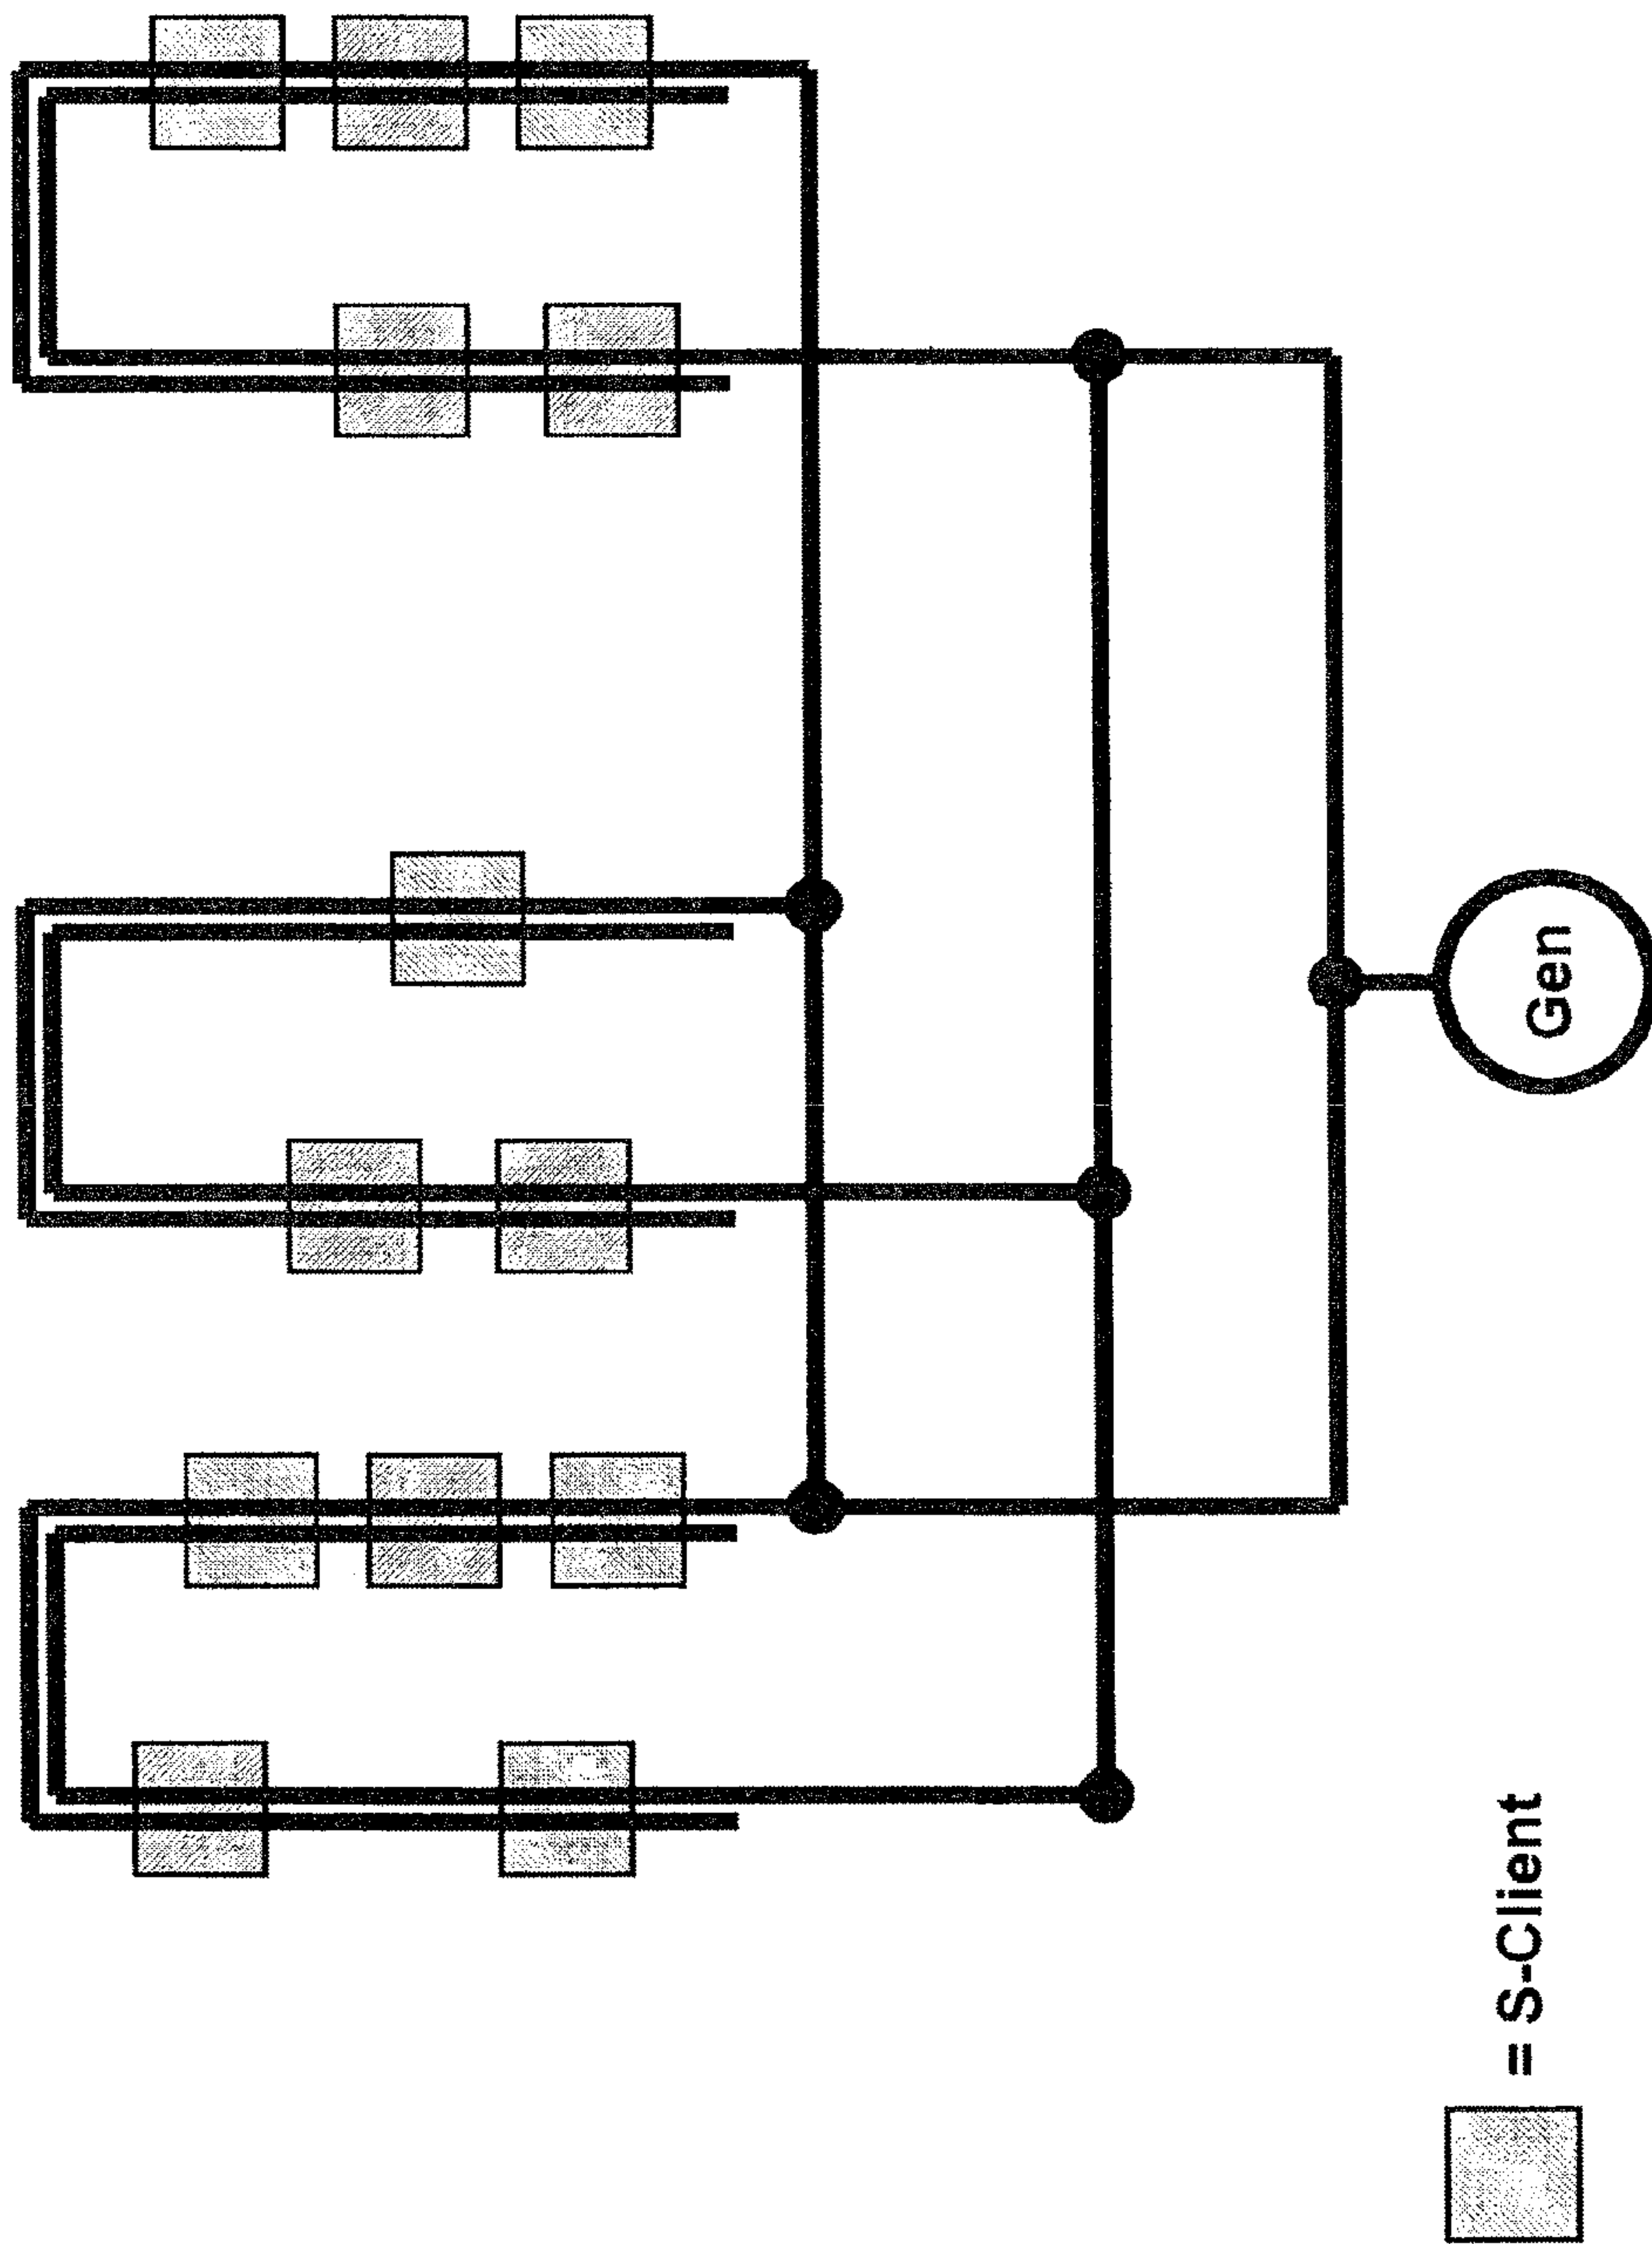 Gen
= S-Client